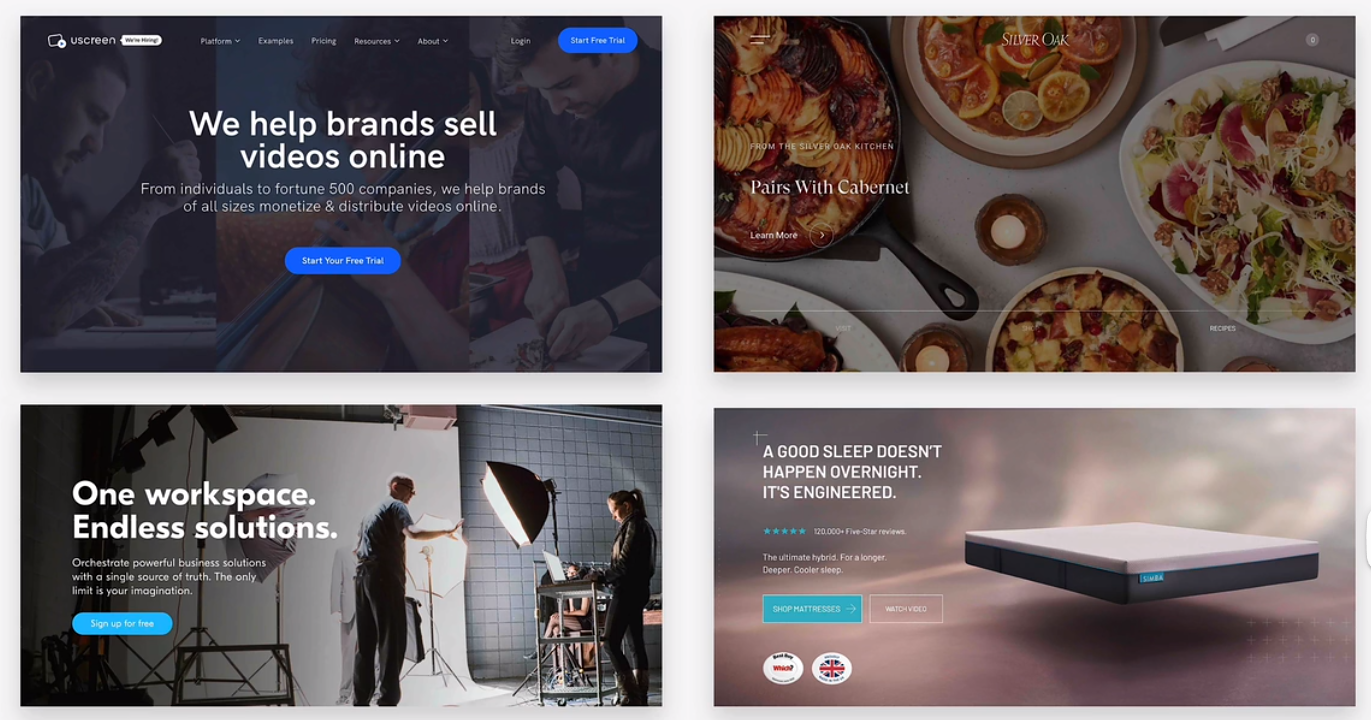 uscreen We're Hiring! Platform Examples Pricing Resources About Login Start Free Trial
We help brands sell
videos online
From individuals to fortune 500 companies, we help brands
of all sizes monetize & distribute videos online.
Start Your Free Trial
SILVER OAK 0
FROM THE SILVER OAK KITCHEN
Pairs With Cabernet
Learn More
VISIT SHOP RECIPES
One workspace.
Endless solutions.
Orchestrate powerful business solutions
with a single source of truth. The only
limit is your imagination.
Sign up for free
A GOOD SLEEP DOESN'T
HAPPEN OVERNIGHT.
IT'S ENGINEERED.
120,000+ Five-Star reviews.
The ultimate hybrid. For a longer.
Deeper. Cooler sleep.
SHOP MATTRESSES WATCH VIDEO
SIMBA
Best Buy
Which?